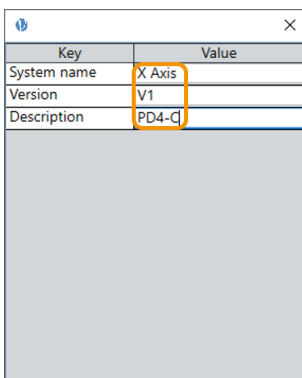 Key Value
System name X Axis
Version V1
Description PD4-C